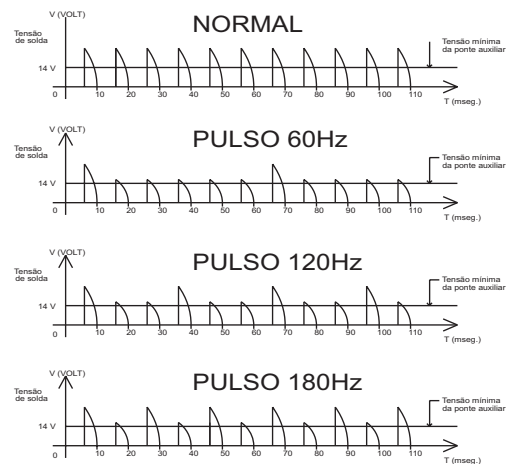 V (VOLT)
NORMAL
Tensão
de solda
Tensão mínima
da ponte auxiliar
14 V
0
10 20 30 40 50 60 70 80 90 100 110
T (mseg.)
V (VOLT)
PULSO 60Hz
Tensão
de solda
Tensão mínima
da ponte auxiliar
14 V
0
10 20 30 40 50 60 70 80 90 100 110
T (mseg.)
V (VOLT)
PULSO 120Hz
Tensão
de solda
Tensão mínima
da ponte auxiliar
14 V
0
10 20 30 40 50 60 70 80 90 100 110
T (mseg.)
V (VOLT)
PULSO 180Hz
Tensão
de solda
Tensão mínima
da ponte auxiliar
14 V
0
10 20 30 40 50 60 70 80 90 100 110
T (mseg.)